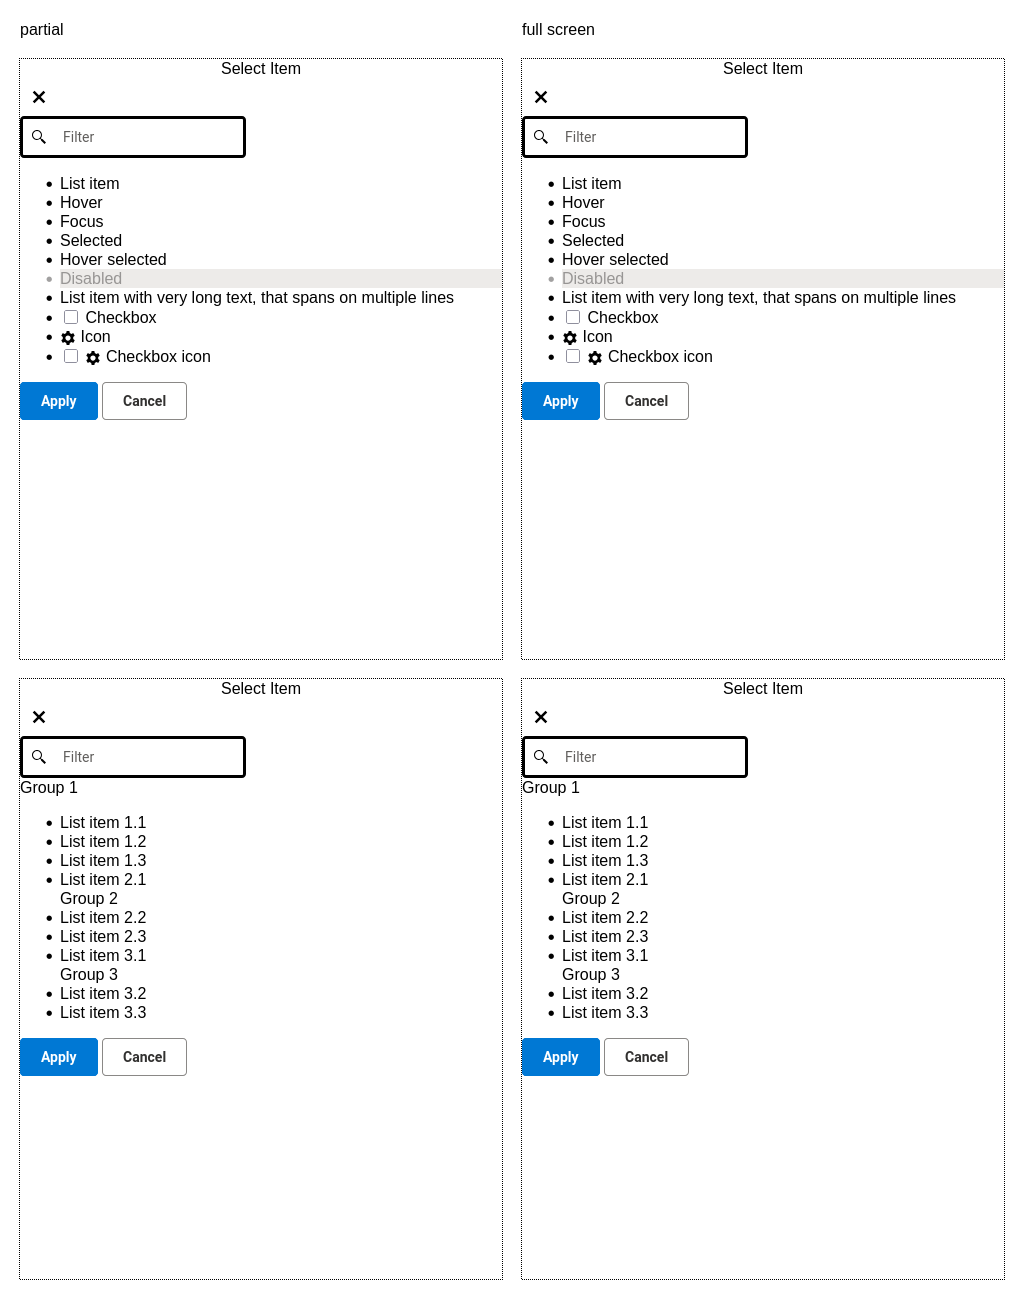 partial
full screen
Select Item
Filter
List item
Hover
Focus
Selected
Hover selected
Disabled
List item with very long text, that spans on multiple lines
Checkbox
Icon
Checkbox icon
Apply Cancel
Select Item
Filter
List item
Hover
Focus
Selected
Hover selected
Disabled
List item with very long text, that spans on multiple lines
Checkbox
Icon
Checkbox icon
Apply Cancel
Select Item
Filter
Group 1
List item 1.1
List item 1.2
List item 1.3
List item 2.1
Group 2
List item 2.2
List item 2.3
List item 3.1
Group 3
List item 3.2
List item 3.3
Apply Cancel
Select Item
Filter
Group 1
List item 1.1
List item 1.2
List item 1.3
List item 2.1
Group 2
List item 2.2
List item 2.3
List item 3.1
Group 3
List item 3.2
List item 3.3
Apply Cancel